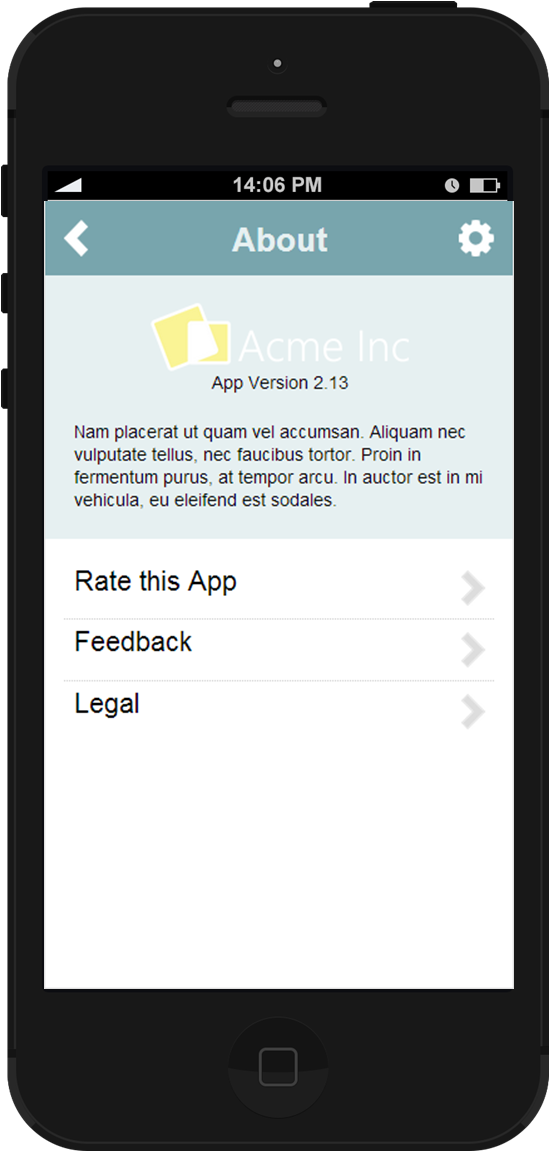 14:06 PM
About
Acme Inc
App Version 2.13
Nam placerat ut quam vel accumsan. Aliquam nec
vulputate tellus, nec faucibus tortor. Proin in
fermentum purus, at tempor arcu. In auctor est in mi
vehicula, eu eleifend est sodales.
Rate this App
Feedback
Legal